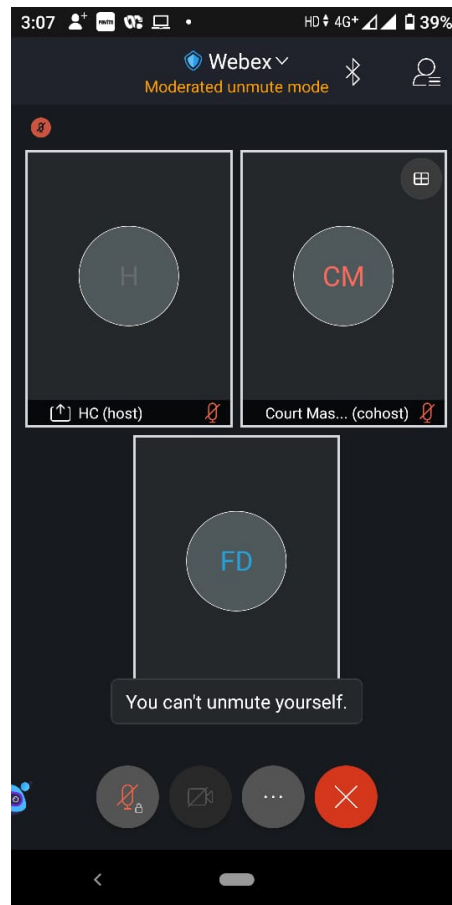 3:07 Paytm HD 4G+ 39%
Webex
Moderated unmute mode
H
CM
HC (host)
Court Mas... (cohost)
FD
You can't unmute yourself.